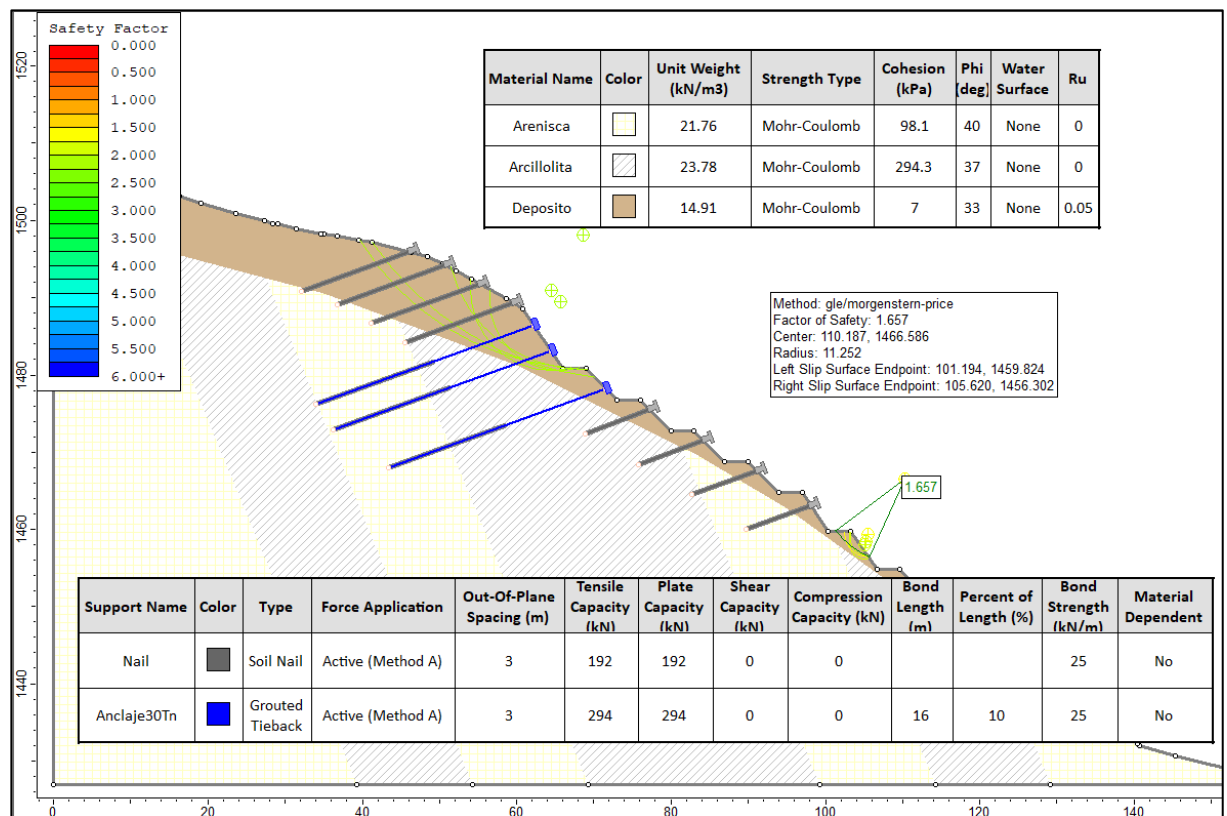 Safety Factor
0.000
0.500
1.000
1.500
2.000
2.500
3.000
3.500
4.000
4.500
5.000
5.500
6.000+
Material Name Color Unit Weight (kN/m3) Strength Type Cohesion (kPa) Phi (deg) Water Surface Ru
Arenisca 21.76 Mohr-Coulomb 98.1 40 None 0
Arcillolita 23.78 Mohr-Coulomb 294.3 37 None 0
Deposito 14.91 Mohr-Coulomb 7 33 None 0.05
Method: gle/morgenstern-price
Factor of Safety: 1.657
Center: 110.187, 1466.586
Radius: 11.252
Left Slip Surface Endpoint: 101.194, 1459.824
Right Slip Surface Endpoint: 105.620, 1456.302
1.657
Support Name Color Type Force Application Out-Of-Plane Spacing (m) Tensile Capacity (kN) Plate Capacity (kN) Shear Capacity (kN) Compression Capacity (kN) Bond Length (m) Percent of Length (%) Bond Strength (kN/m) Material Dependent
Nail Soil Nail Active (Method A) 3 192 192 0 0 25 No
Anclaje30Tn Grouted Tieback Active (Method A) 3 294 294 0 0 16 10 25 No
1520
1500
1480
1460
1440
0 20 40 60 80 100 120 140